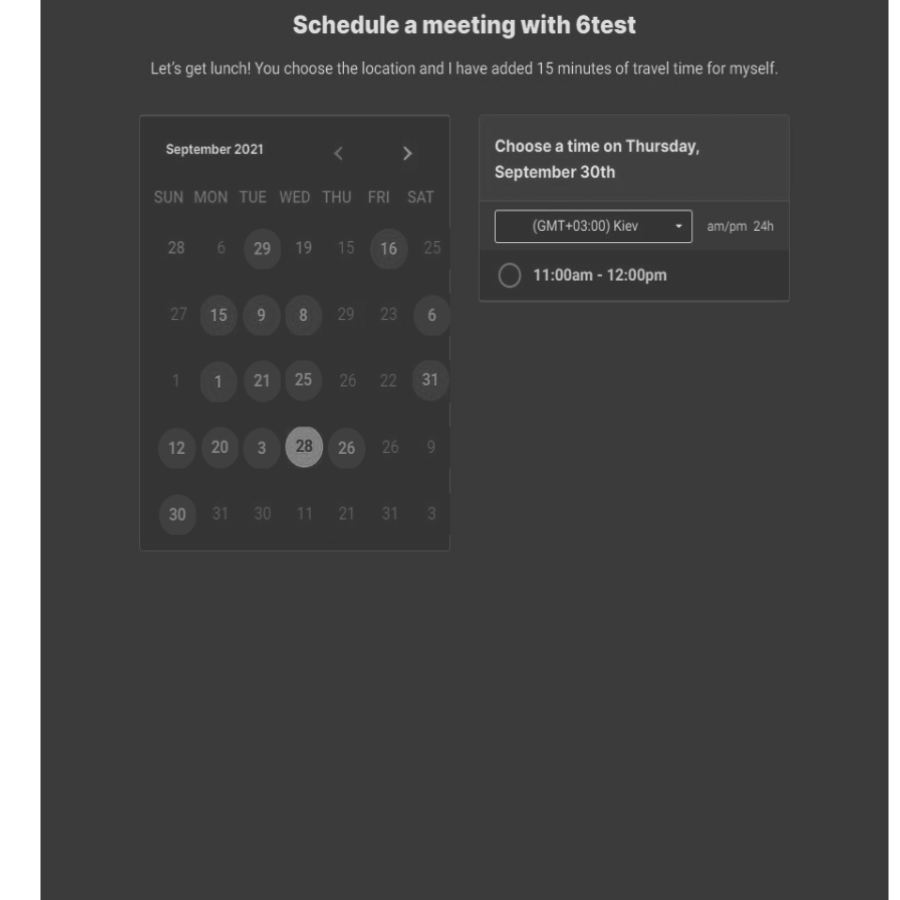 Schedule a meeting with 6test
Let's get lunch! You choose the location and I have added 15 minutes of travel time for myself.
September 2021
SUN MON TUE WED THU FRI SAT
28 6 29 19 15 16 25
27 15 9 8 29 23 6
1 1 21 25 26 22 31
12 20 3 28 26 26 9
30 31 30 11 21 31 3
Choose a time on Thursday,
September 30th
(GMT+03:00) Kiev am/pm 24h
11:00am - 12:00pm